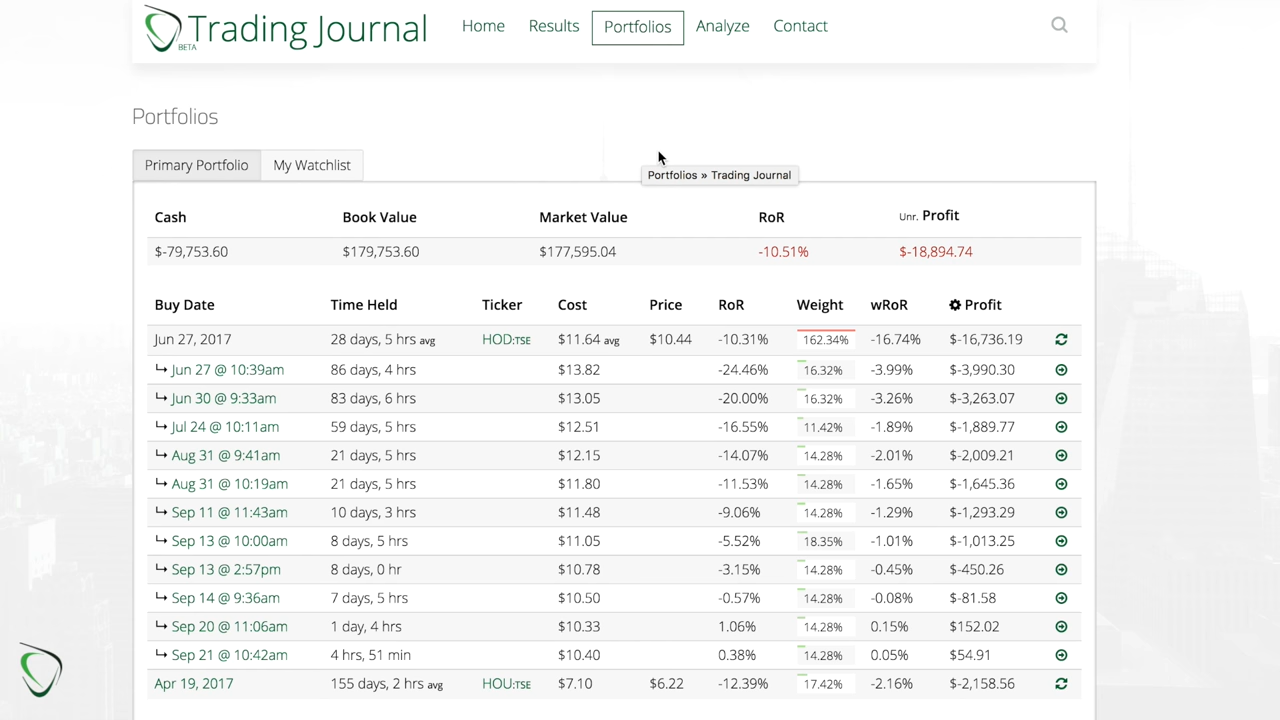 Trading Journal
BETA
Home Results Portfolios Analyze Contact
Portfolios
Primary Portfolio My Watchlist
Portfolios » Trading Journal
Cash Book Value Market Value RoR Unr. Profit
$-79,753.60 $179,753.60 $177,595.04 -10.51% $-18,894.74
Buy Date Time Held Ticker Cost Price RoR Weight wRoR Profit
Jun 27, 2017 28 days, 5 hrs avg HOD:TSE $11.64 avg $10.44 -10.31% 162.34% -16.74% $-16,736.19
Jun 27 @ 10:39am 86 days, 4 hrs $13.82 -24.46% 16.32% -3.99% $-3,990.30
Jun 30 @ 9:33am 83 days, 6 hrs $13.05 -20.00% 16.32% -3.26% $-3,263.07
Jul 24 @ 10:11am 59 days, 5 hrs $12.51 -16.55% 11.42% -1.89% $-1,889.77
Aug 31 @ 9:41am 21 days, 5 hrs $12.15 -14.07% 14.28% -2.01% $-2,009.21
Aug 31 @ 10:19am 21 days, 5 hrs $11.80 -11.53% 14.28% -1.65% $-1,645.36
Sep 11 @ 11:43am 10 days, 3 hrs $11.48 -9.06% 14.28% -1.29% $-1,293.29
Sep 13 @ 10:00am 8 days, 5 hrs $11.05 -5.52% 18.35% -1.01% $-1,013.25
Sep 13 @ 2:57pm 8 days, 0 hr $10.78 -3.15% 14.28% -0.45% $-450.26
Sep 14 @ 9:36am 7 days, 5 hrs $10.50 -0.57% 14.28% -0.08% $-81.58
Sep 20 @ 11:06am 1 day, 4 hrs $10.33 1.06% 14.28% 0.15% $152.02
Sep 21 @ 10:42am 4 hrs, 51 min $10.40 0.38% 14.28% 0.05% $54.91
Apr 19, 2017 155 days, 2 hrs avg HOU:TSE $7.10 $6.22 -12.39% 17.42% -2.16% $-2,158.56